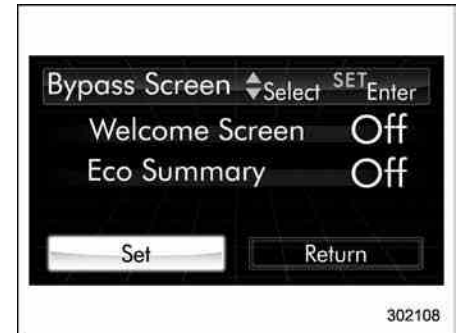 Bypass Screen Select SET Enter
Welcome Screen Off
Eco Summary Off
Set Return
302108